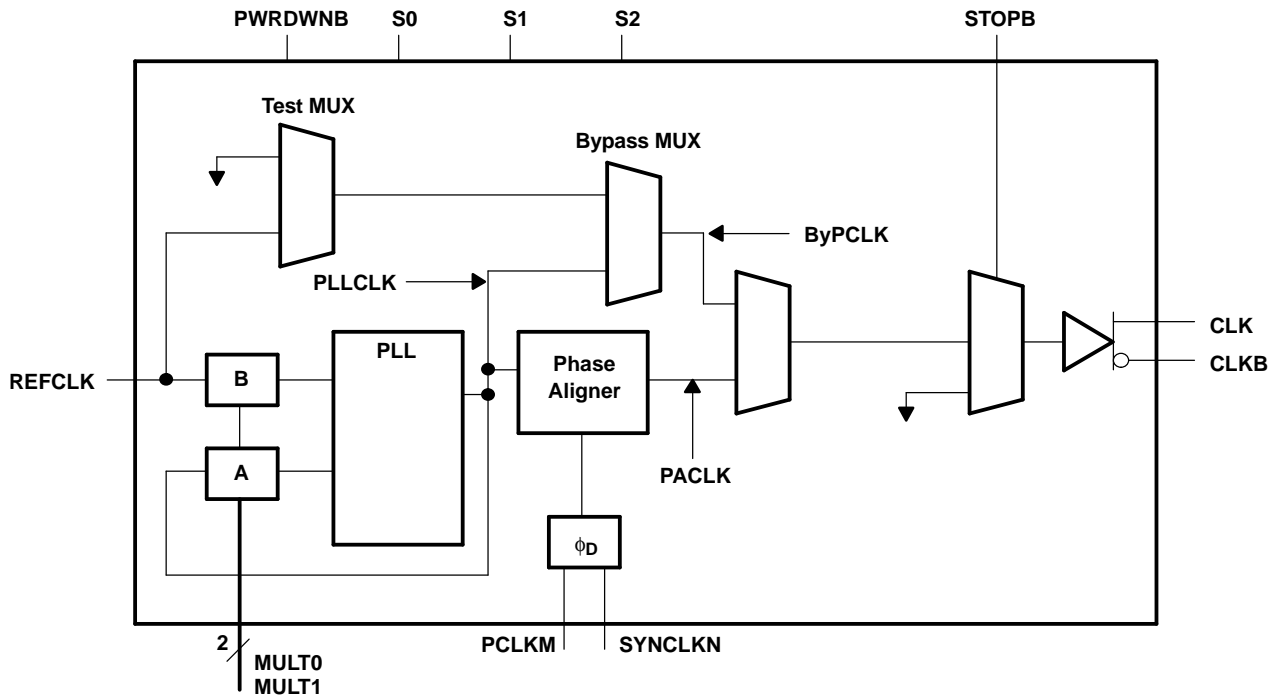 PWRDWNB S0 S1 S2 STOPB
Test MUX
Bypass MUX
ByPCLK
PLLCLK
PLL
CLK
Phase
Aligner
B
REFCLK
CLKB
A
PACLK
ϕD
2
PCLKM SYNCLKN
MULT0
MULT1